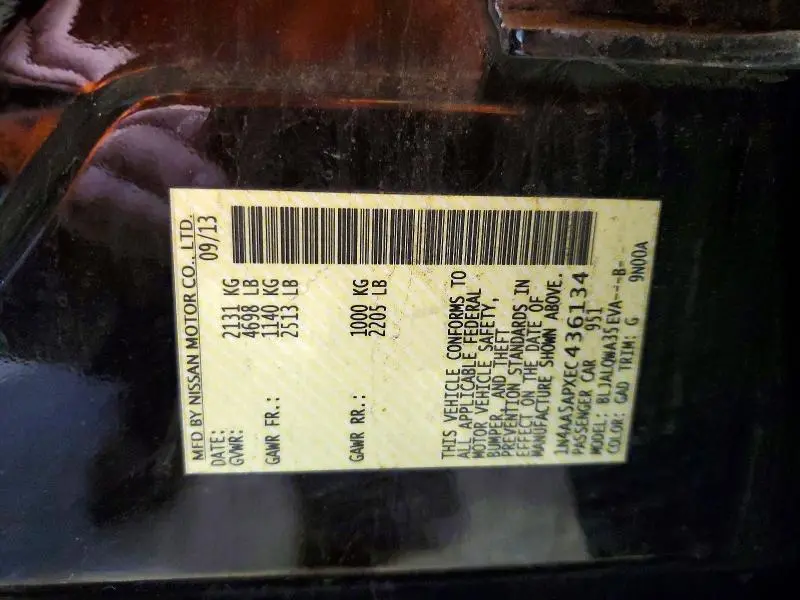 MFD BY NISSAN MOTOR CO., LTD.
DATE: 09/13
GVWR: 2131 KG
4698 LB
GAWR FR.: 1140 KG
2513 LB
GAWR RR.: 1000 KG
2205 LB
THIS VEHICLE CONFORMS TO
ALL APPLICABLE FEDERAL
MOTOR VEHICLE SAFETY,
BUMPER, AND THEFT
PREVENTION STANDARDS IN
EFFECT ON THE DATE OF
MANUFACTURE SHOWN ABOVE.
1N4AA5APXEC436134
PASSENGER CAR 951
MODEL: BLJALOWA35EVA---B-
COLOR: GAD TRIM: G 9N00A